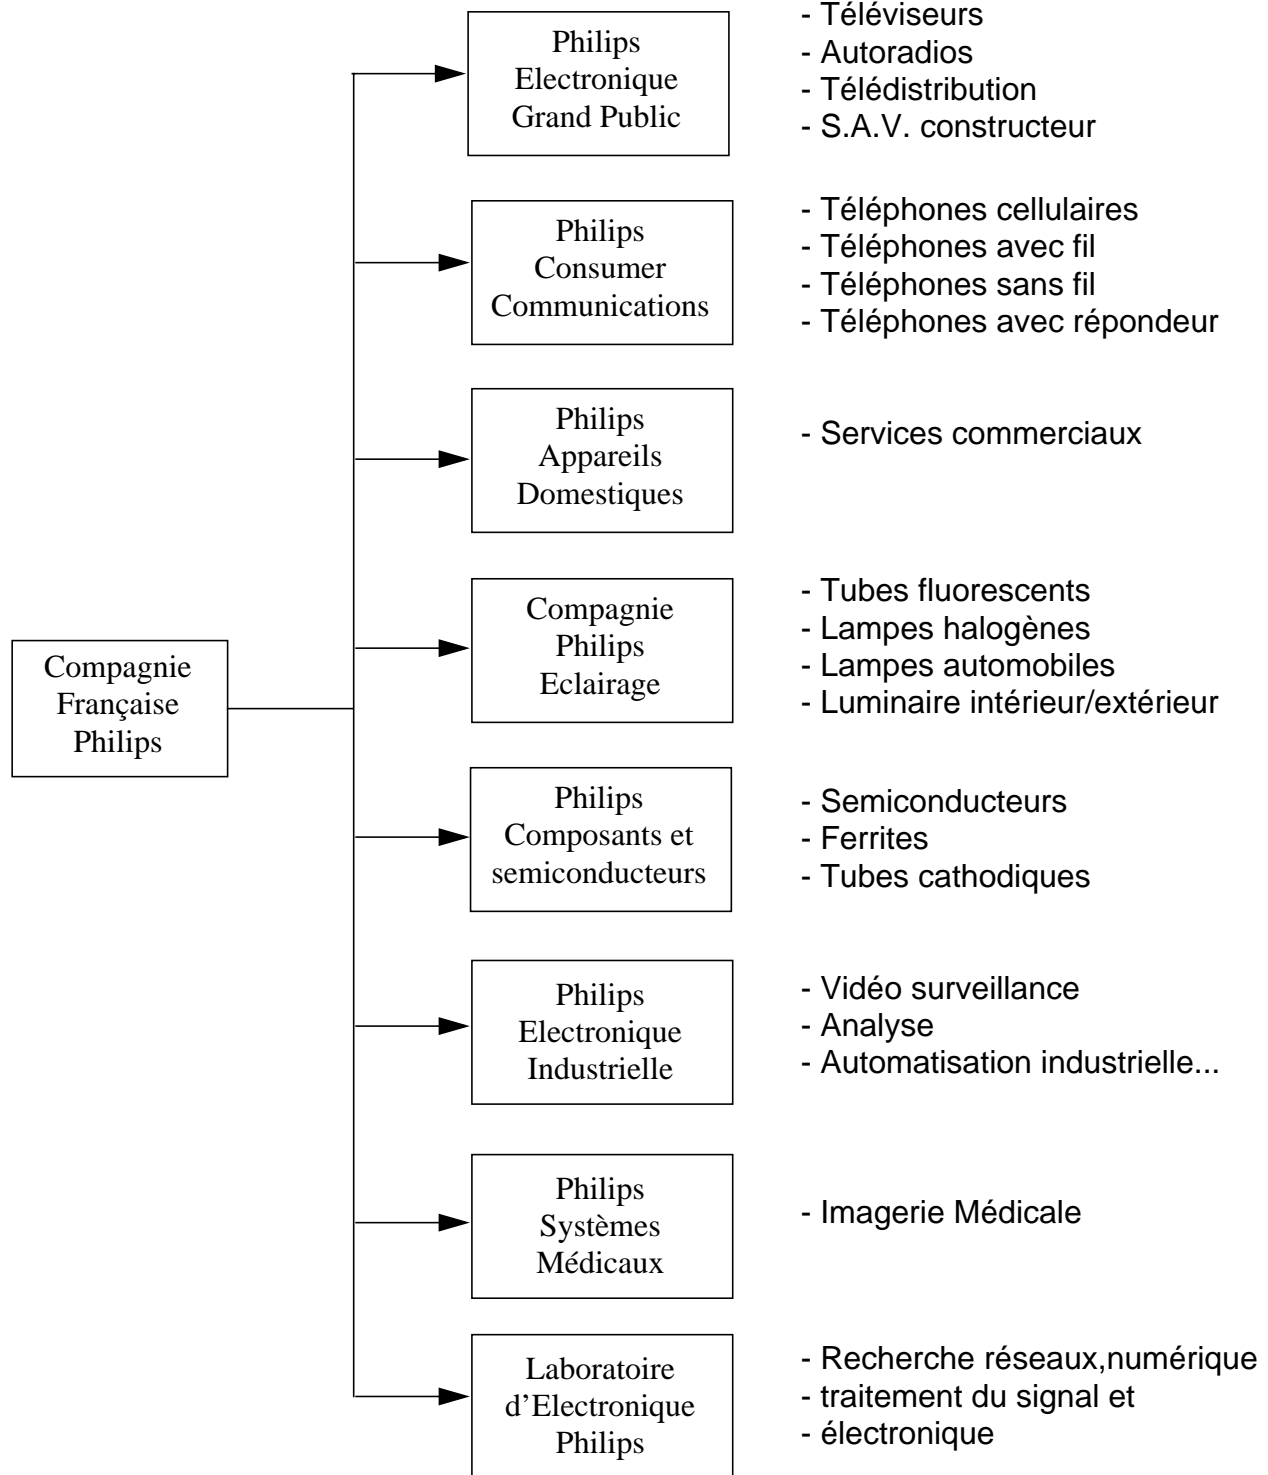 Philips
Electronique
Grand Public
- Téléviseurs
- Autoradios
- Télédistribution
- S.A.V. constructeur
Philips
Consumer
Communications
- Téléphones cellulaires
- Téléphones avec fil
- Téléphones sans fil
- Téléphones avec répondeur
Philips
Appareils
Domestiques
- Services commerciaux
Compagnie
Philips
Eclairage
- Tubes fluorescents
- Lampes halogènes
- Lampes automobiles
- Luminaire intérieur/extérieur
Compagnie
Française
Philips
Philips
Composants et
semiconducteurs
- Semiconducteurs
- Ferrites
- Tubes cathodiques
Philips
Electronique
Industrielle
- Vidéo surveillance
- Analyse
- Automatisation industrielle...
Philips
Systèmes
Médicaux
- Imagerie Médicale
Laboratoire
d’Electronique
Philips
- Recherche réseaux,numérique
- traitement du signal et
- électronique